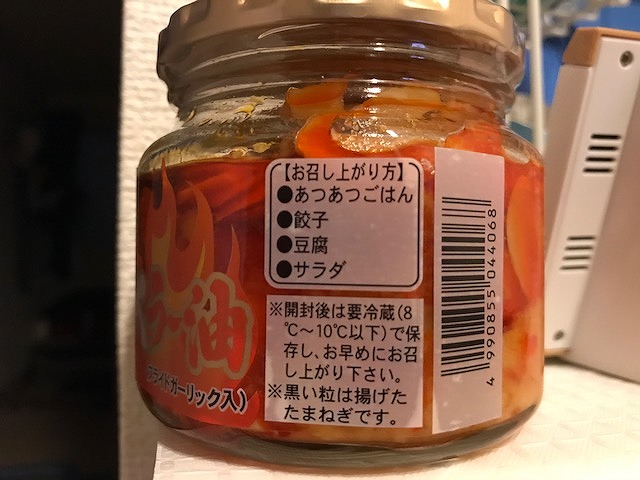 ラー油
フライドガーリック入）
【お召し上がり方】
●あつあつごはん
●餃子
●豆腐
●サラダ
※開封後は要冷蔵(8
℃～10℃以下)で保
存し、お早めにお召
し上がり下さい。
※黒い粒は揚げた
たまねぎです。
4 990855 044068